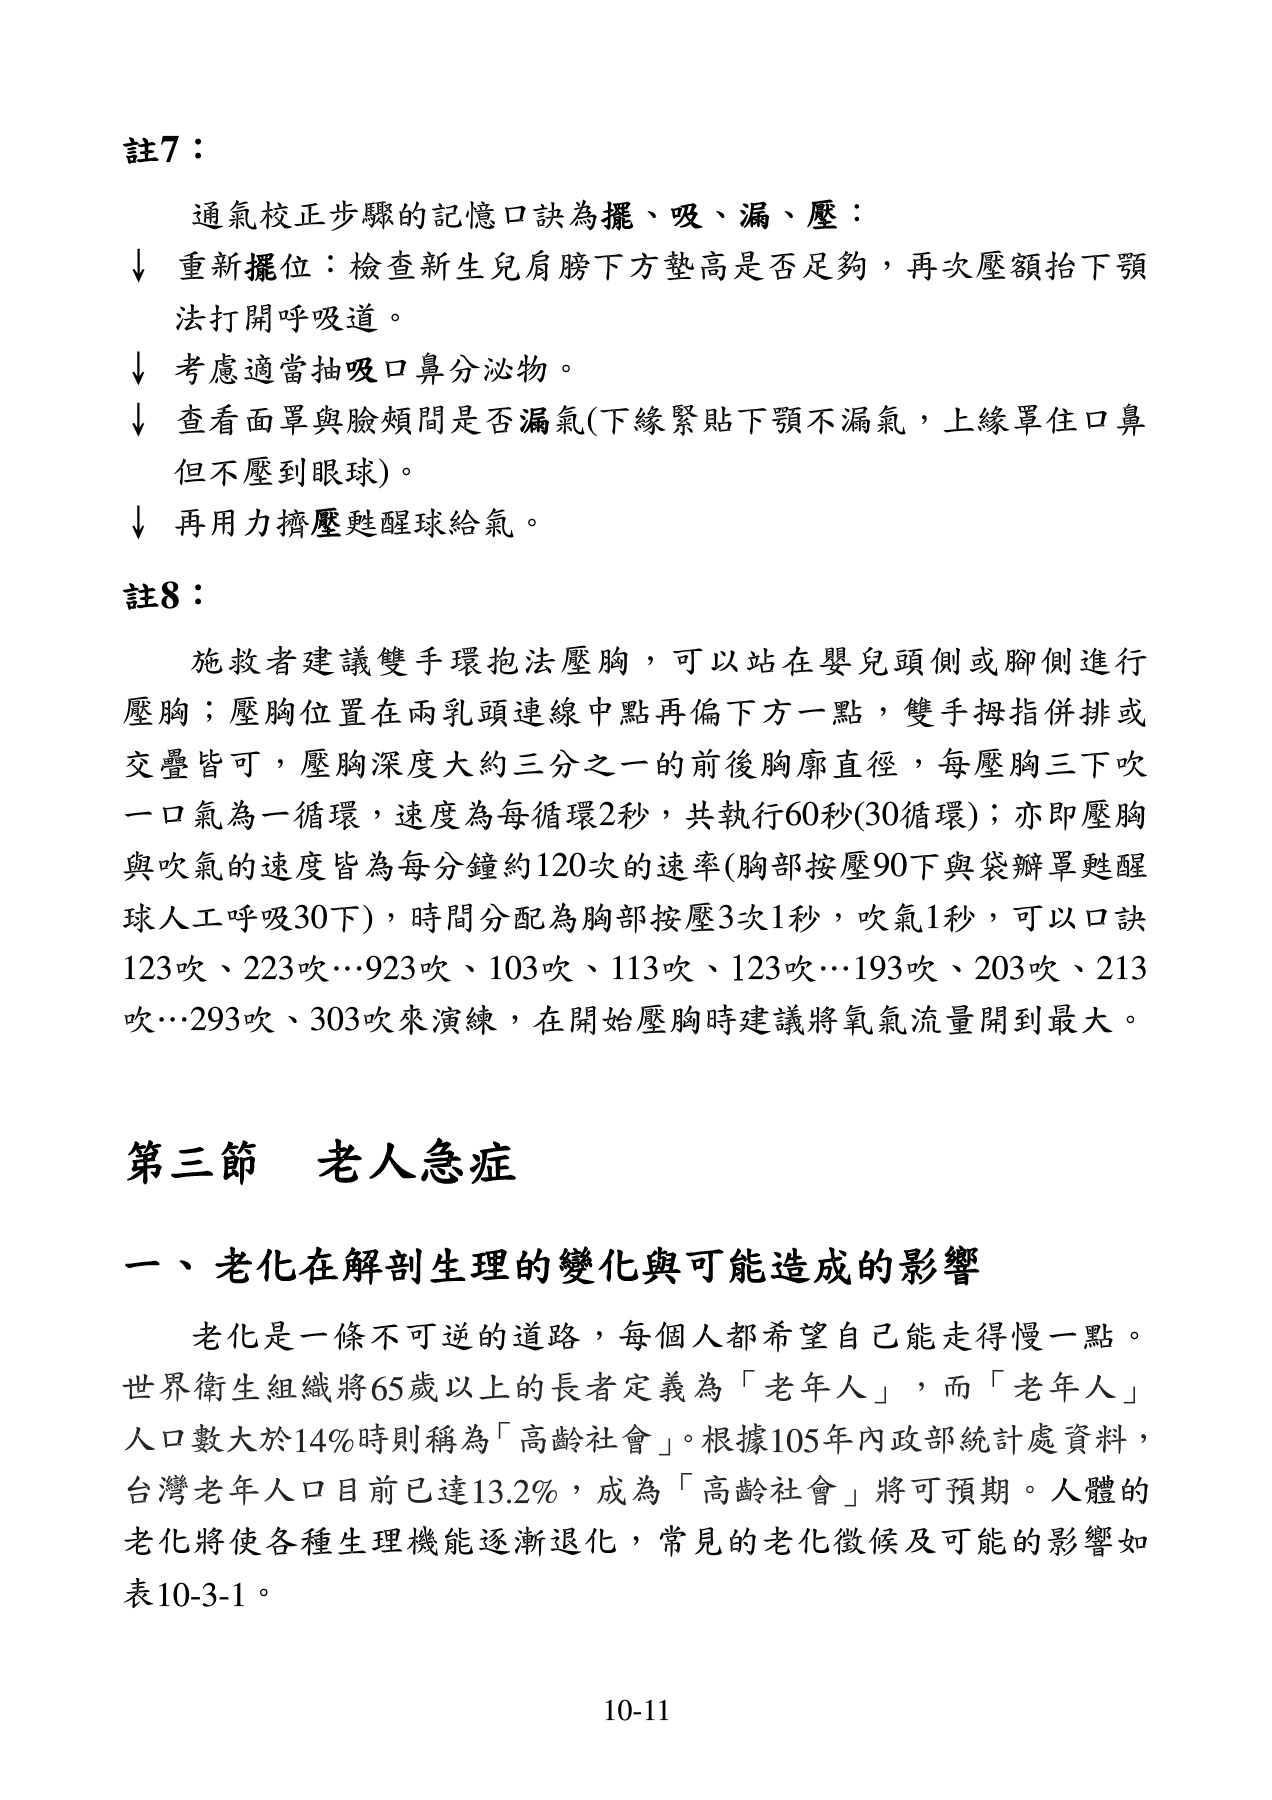 註7：
通氣校正步驟的記憶口訣為擺、吸、漏、壓：
↓ 重新擺位：檢查新生兒肩膀下方墊高是否足夠，再次壓額抬下顎
法打開呼吸道。
↓ 考慮適當抽吸口鼻分泌物。
↓ 查看面罩與臉頰間是否漏氣(下緣緊貼下顎不漏氣，上緣罩住口鼻
但不壓到眼球)。
↓ 再用力擠壓甦醒球給氣。
註8：
施救者建議雙手環抱法壓胸，可以站在嬰兒頭側或腳側進行
壓胸；壓胸位置在兩乳頭連線中點再偏下方一點，雙手拇指併排或
交疊皆可，壓胸深度大約三分之一的前後胸廓直徑，每壓胸三下吹
一口氣為一循環，速度為每循環2秒，共執行60秒(30循環)；亦即壓胸
與吹氣的速度皆為每分鐘約120次的速率(胸部按壓90下與袋瓣罩甦醒
球人工呼吸30下)，時間分配為胸部按壓3次1秒，吹氣1秒，可以口訣
123吹、223吹…923吹、103吹、113吹、123吹…193吹、203吹、213
吹…293吹、303吹來演練，在開始壓胸時建議將氧氣流量開到最大。
第三節　老人急症
一、老化在解剖生理的變化與可能造成的影響
老化是一條不可逆的道路，每個人都希望自己能走得慢一點。
世界衛生組織將65歲以上的長者定義為「老年人」，而「老年人」
人口數大於14%時則稱為「高齡社會」。根據105年內政部統計處資料，
台灣老年人口目前已達13.2%，成為「高齡社會」將可預期。人體的
老化將使各種生理機能逐漸退化，常見的老化徵候及可能的影響如
表10-3-1。
10-11